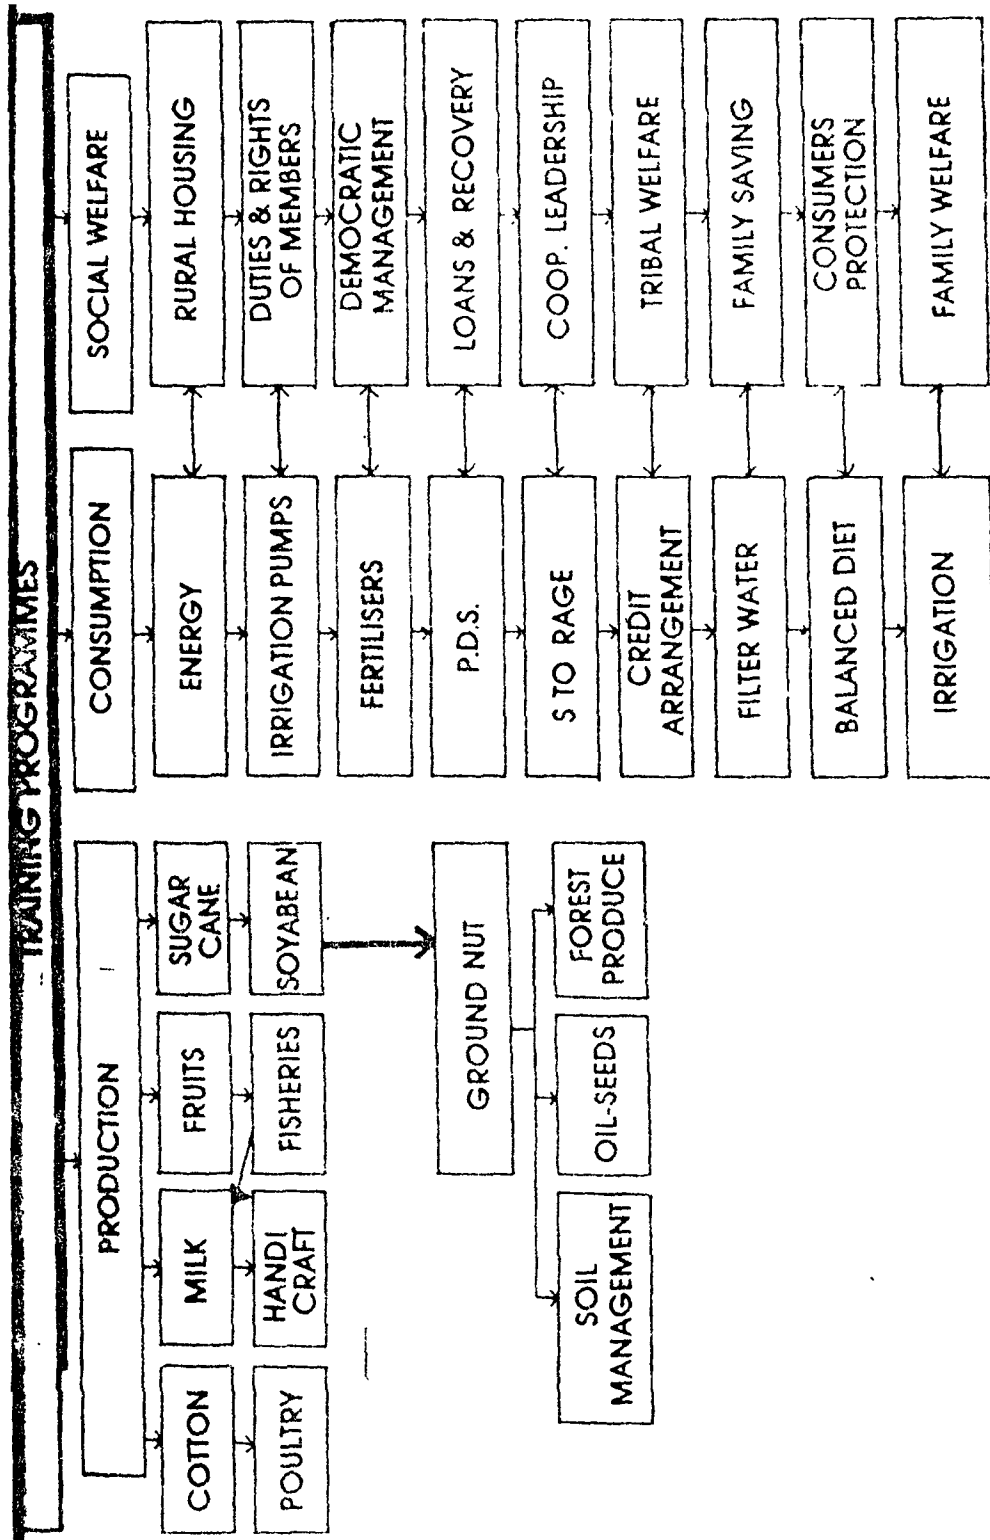 TRAINING PROGRAMMES
PRODUCTION
CONSUMPTION
SOCIAL WELFARE
COTTON
MILK
FRUITS
SUGAR
CANE
ENERGY
RURAL HOUSING
POULTRY
HANDI
CRAFT
FISHERIES
SOYABEAN
IRRIGATION PUMPS
DUTIES & RIGHTS
OF MEMBERS
FERTILISERS
DEMOCRATIC
MANAGEMENT
GROUND NUT
P.D.S.
LOANS & RECOVERY
S TO RAGE
COOP. LEADERSHIP
SOIL
MANAGEMENT
OIL-SEEDS
FOREST
PRODUCE
CREDIT
ARRANGEMENT
TRIBAL WELFARE
FILTER WATER
FAMILY SAVING
BALANCED DIET
CONSUMERS
PROTECTION
IRRIGATION
FAMILY WELFARE